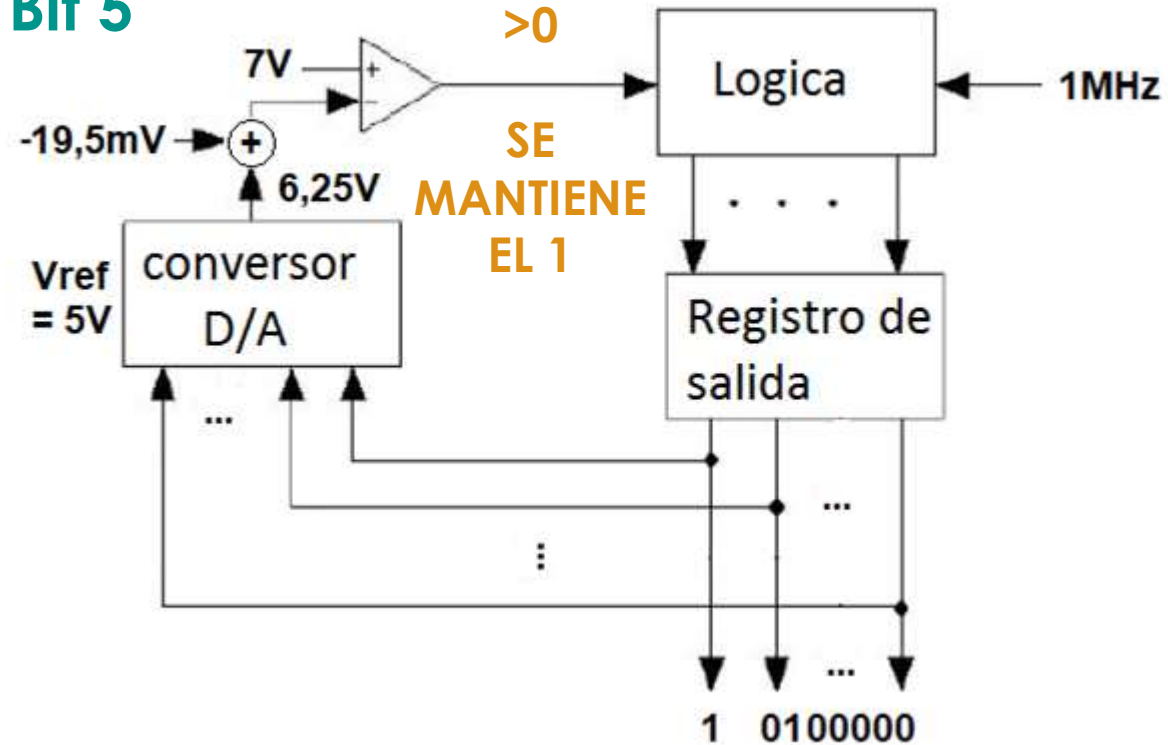 Bit 5
>0
7V
+
-
Logica
1MHz
-19,5mV
+
SE
MANTIENE
EL 1
6,25V
. . .
Vref
= 5V
conversor
D/A
Registro de
salida
...
...
...
...
1 0100000